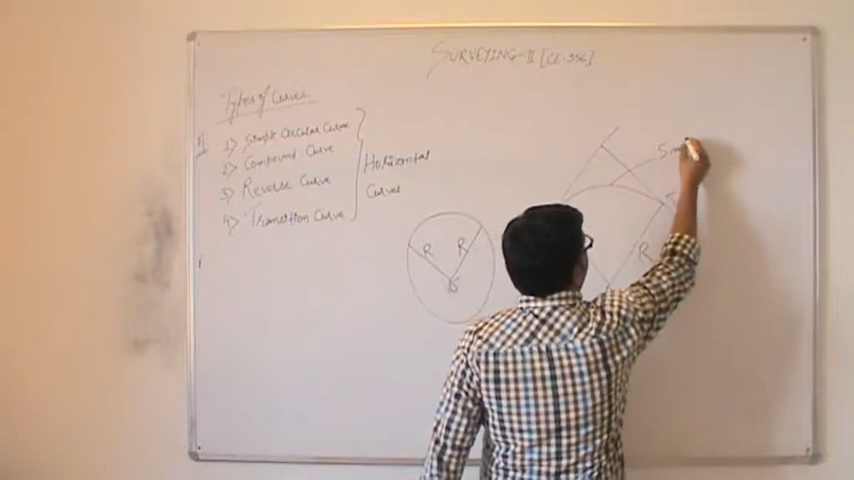 SURVEYING-II [CE-356]
Types of Curves
A]
1) Simple Circular Curve
2) Compound Curve
3) Reverse Curve
4) Transition Curve
Horizontal
Curves
R
R
R
T